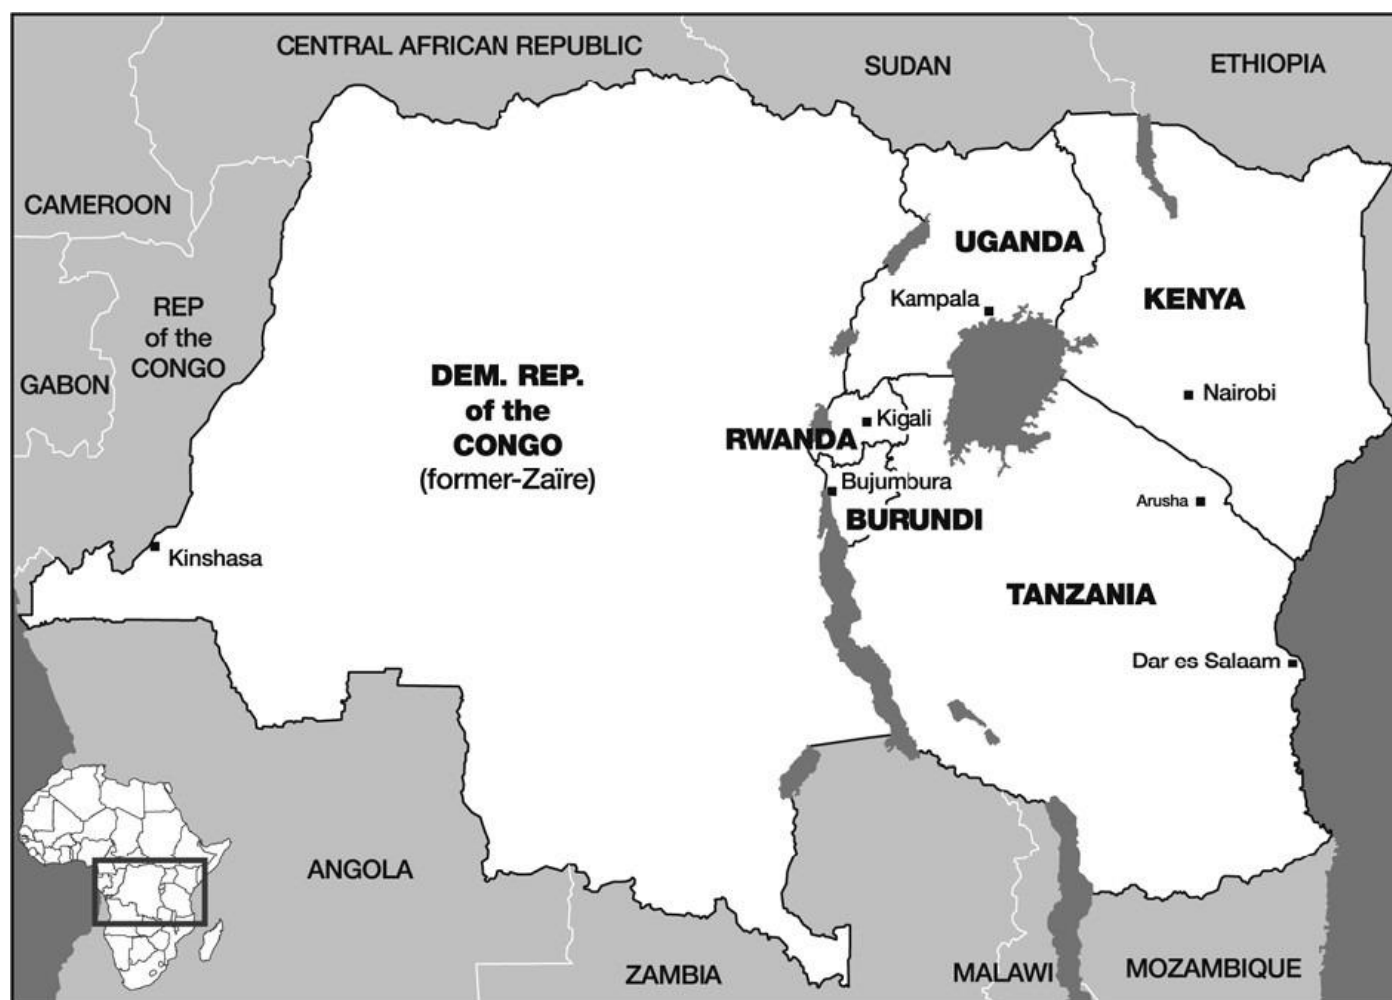 CENTRAL AFRICAN REPUBLIC
SUDAN
ETHIOPIA
CAMEROON
UGANDA
REP
of the
CONGO
Kampala
KENYA
GABON
DEM. REP.
of the
CONGO
(former-Zaïre)
Nairobi
Kigali
RWANDA
Bujumbura
BURUNDI
Arusha
Kinshasa
TANZANIA
Dar es Salaam
ANGOLA
ZAMBIA
MALAWI
MOZAMBIQUE